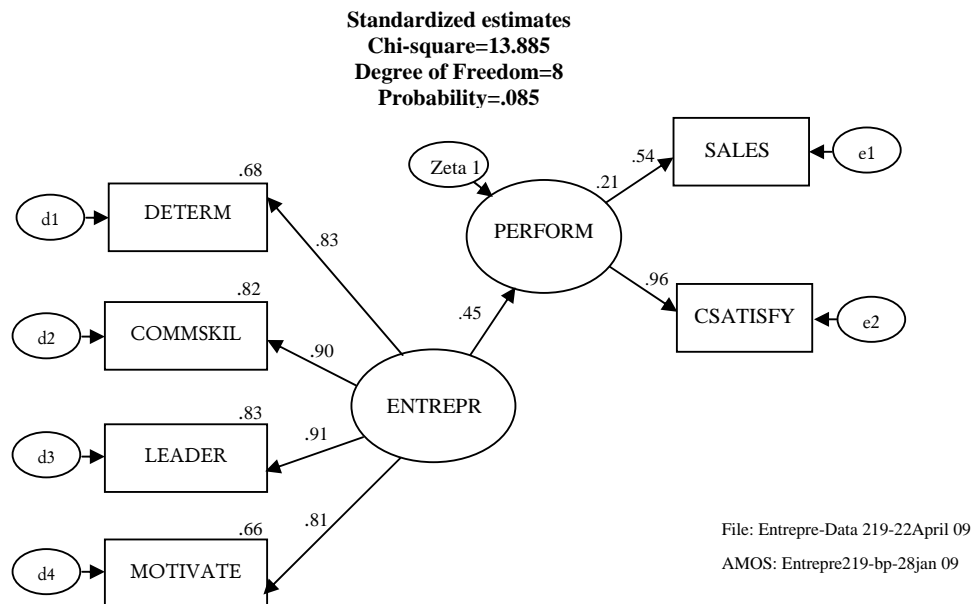 Standardized estimates
Chi-square=13.885
Degree of Freedom=8
Probability=.085
.54
SALES
e1
Zeta 1
.21
.68
d1
DETERM
PERFORM
.83
.96
.82
CSATISFY
e2
d2
COMMSKIL
.45
.90
ENTREPR
.83
.91
d3
LEADER
.81
.66
File: Entrepre-Data 219-22April 09
AMOS: Entrepre219-bp-28jan 09
d4
MOTIVATE